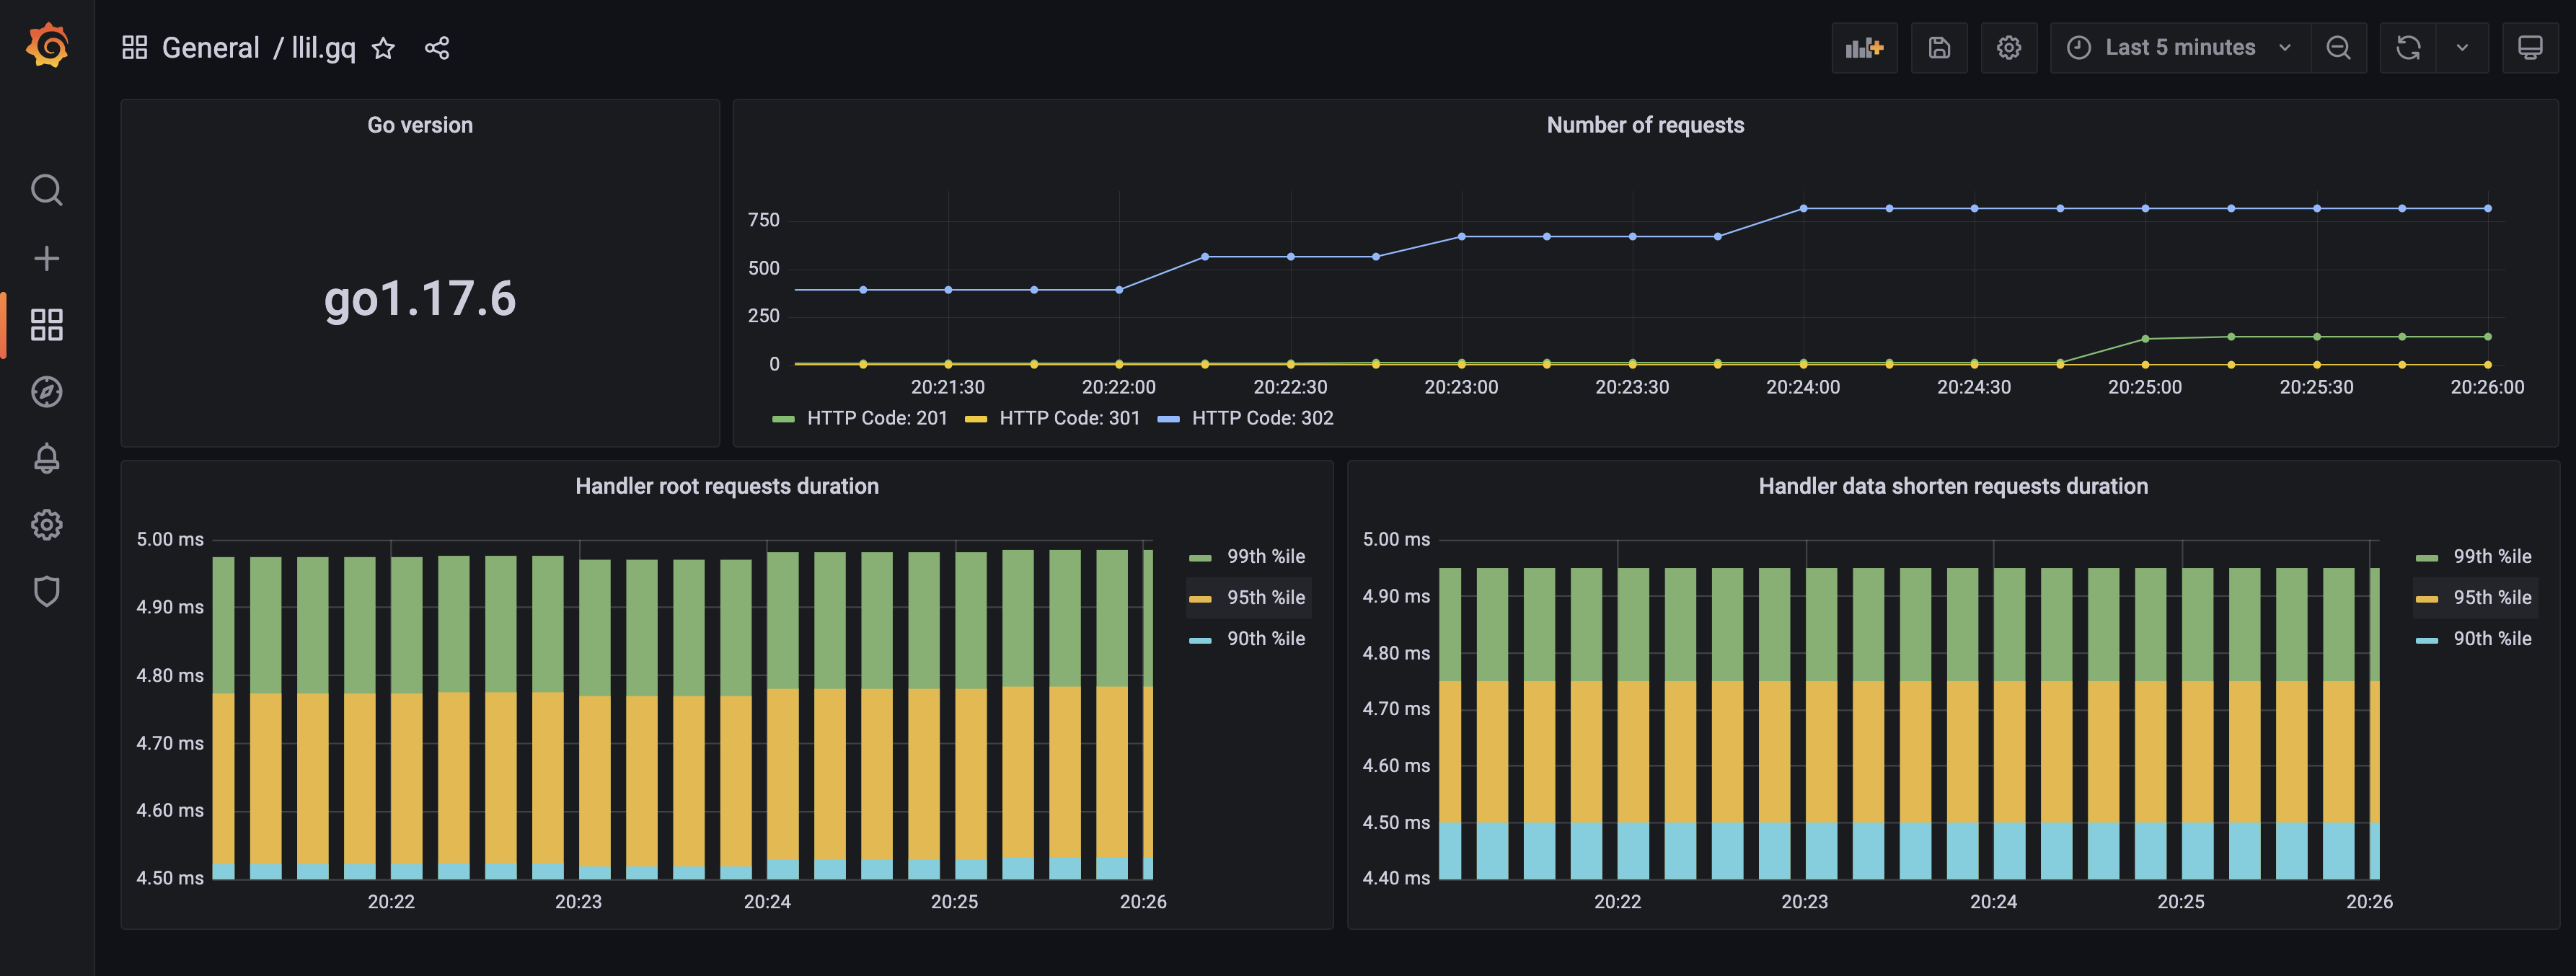 General / llil.gq
Last 5 minutes
Go version
go1.17.6
Number of requests
750
500
250
0
20:21:30 20:22:00 20:22:30 20:23:00 20:23:30 20:24:00 20:24:30 20:25:00 20:25:30 20:26:00
HTTP Code: 201 HTTP Code: 301 HTTP Code: 302
Handler root requests duration
5.00 ms
4.90 ms
4.80 ms
4.70 ms
4.60 ms
4.50 ms
20:22 20:23 20:24 20:25 20:26
99th %ile
95th %ile
90th %ile
Handler data shorten requests duration
5.00 ms
4.90 ms
4.80 ms
4.70 ms
4.60 ms
4.50 ms
4.40 ms
20:22 20:23 20:24 20:25 20:26
99th %ile
95th %ile
90th %ile